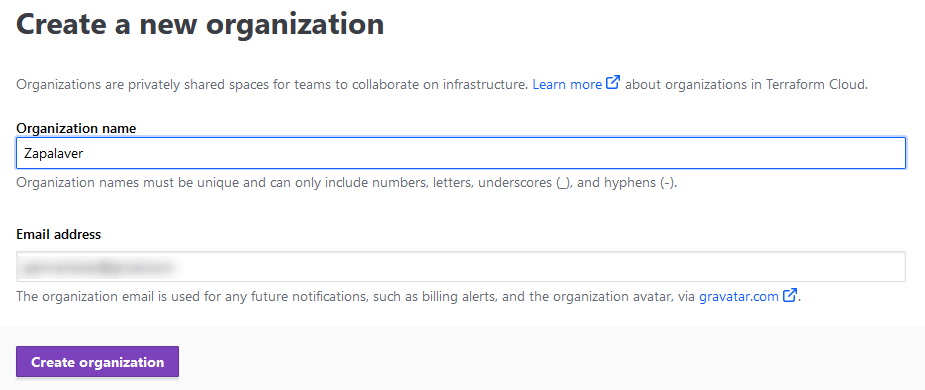 Create a new organization
Organizations are privately shared spaces for teams to collaborate on infrastructure. Learn more about organizations in Terraform Cloud.
Organization name
Zapalaver
Organization names must be unique and can only include numbers, letters, underscores (_), and hyphens (-).
Email address
The organization email is used for any future notifications, such as billing alerts, and the organization avatar, via gravatar.com.
Create organization